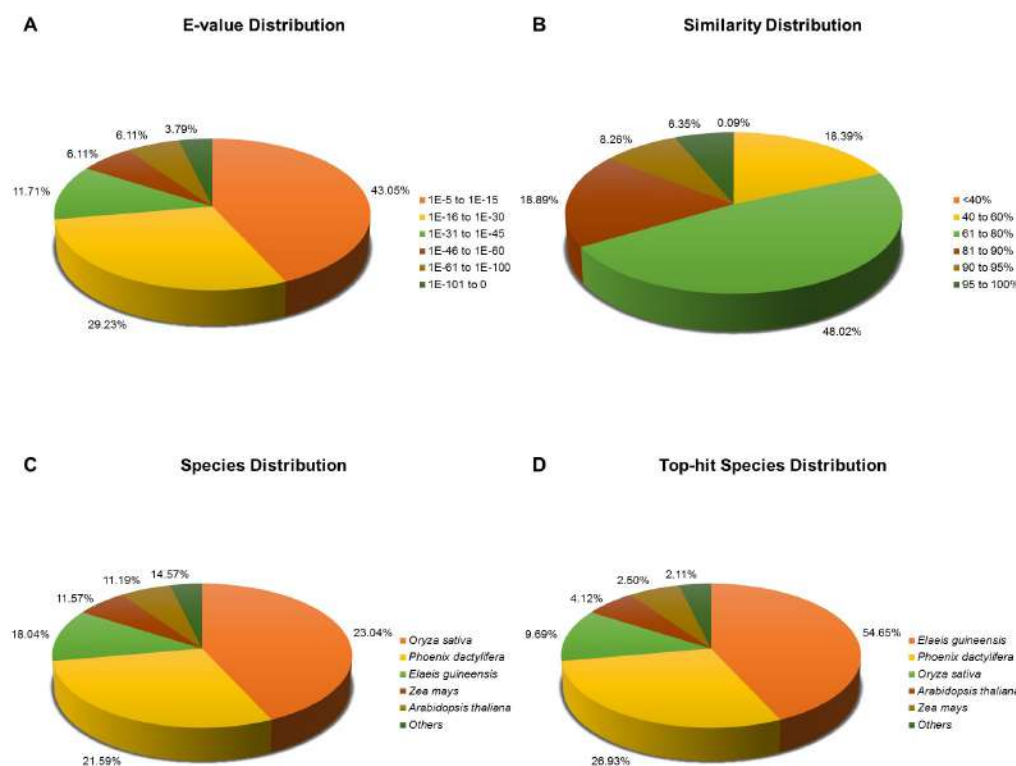 A
E-value Distribution
3.79%
6.11%
6.11%
11.71%
43.05%
29.23%
1E-5 to 1E-15
1E-16 to 1E-30
1E-31 to 1E-45
1E-46 to 1E-60
1E-61 to 1E-100
1E-101 to 0
B
Similarity Distribution
0.09%
6.35%
8.26%
18.39%
18.89%
48.02%
<40%
40 to 60%
61 to 80%
81 to 90%
90 to 95%
95 to 100%
C
Species Distribution
14.57%
11.19%
11.57%
18.04%
23.04%
21.59%
Oryza sativa
Phoenix dactylifera
Elaeis guineensis
Zea mays
Arabidopsis thaliana
Others
D
Top-hit Species Distribution
2.11%
2.50%
4.12%
9.69%
54.65%
26.93%
Elaeis guineensis
Phoenix dactylifera
Oryza sativa
Arabidopsis thaliana
Zea mays
Others